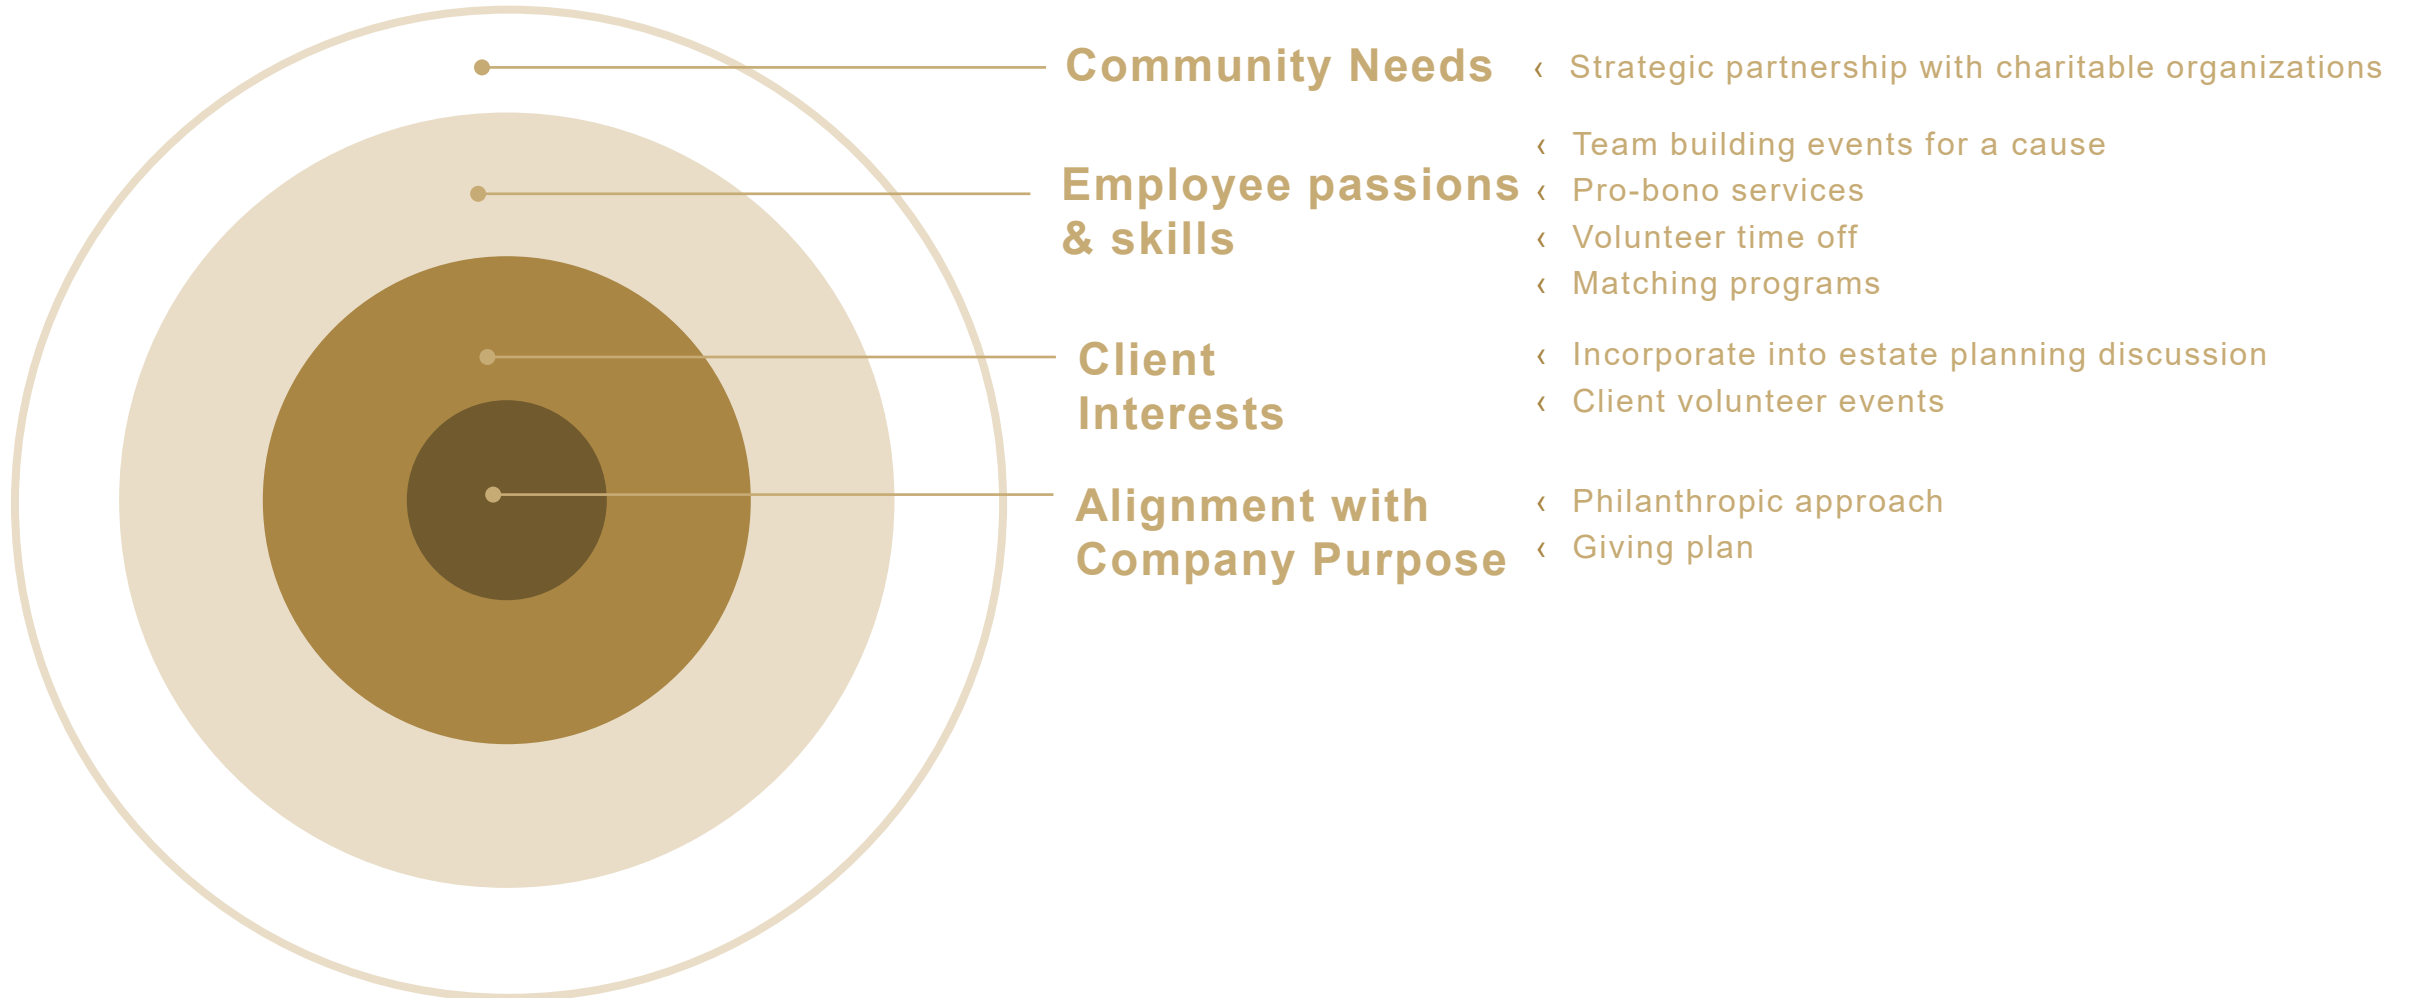 Community Needs
‹ Strategic partnership with charitable organizations
Employee passions
& skills
‹ Team building events for a cause
‹ Pro-bono services
‹ Volunteer time off
‹ Matching programs
Client
Interests
‹ Incorporate into estate planning discussion
‹ Client volunteer events
Alignment with
Company Purpose
‹ Philanthropic approach
‹ Giving plan